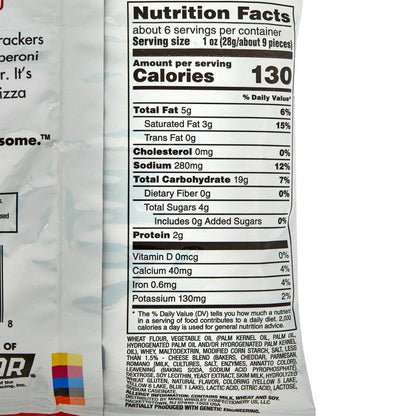 rackers
peroni
r. It's
izza
some.™
used
8
OF
Nutrition Facts
about 6 servings per container
Serving size 1 oz (28g/about 9 pieces)
Amount per serving
Calories 130
% Daily Value*
Total Fat 5g 6%
Saturated Fat 3g 15%
Trans Fat 0g
Cholesterol 0mg 0%
Sodium 280mg 12%
Total Carbohydrate 19g 7%
Dietary Fiber 0g 0%
Total Sugars 4g
Includes 0g Added Sugars 0%
Protein 2g
Vitamin D 0mcg 0%
Calcium 40mg 4%
Iron 0.6mg 4%
Potassium 130mg 2%
* The % Daily Value (DV) tells you how much a nutrient
in a serving of food contributes to a daily diet. 2,000
calories a day is used for general nutrition advice.
WHEAT FLOUR, VEGETABLE OIL (PALM KERNEL OIL, PALM OIL,
HYDROGENATED PALM OIL AND/OR HYDROGENATED PALM KERNEL
OIL), WHEY, MALTODEXTRIN, MODIFIED CORN STARCH, SALT, LESS
THAN 1.5% - CHEESE BLEND (BAKERS, CHEDDAR, PARMESAN,
ROMANO [MILK, CULTURES, SALT, ENZYMES, ANNATTO COLOR]),
LEAVENING (BAKING SODA, SODIUM ACID PYROPHOSPHATE),
DEXTROSE, SOY LECITHIN, YEAST EXTRACT, SKIM MILK, HYDROLYZED
WHEAT GLUTEN, NATURAL FLAVOR, COLORING (YELLOW 5 LAKE,
YELLOW 6 LAKE, BLUE 1 LAKE), LACTIC ACID, CITRIC ACID,
SODIUM CASEINATE.
ALLERGY INFORMATION: CONTAINS MILK, WHEAT AND SOY.
DISTRIBUTED BY MARS WRIGLEY CONFECTIONERY US, LLC,
PARTIALLY PRODUCED WITH GENETIC ENGINEERING.